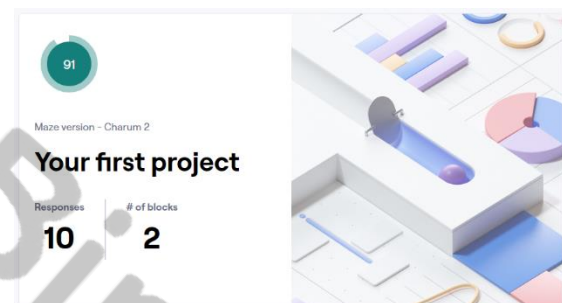 91
Maze version - Charum 2
Your first project
Responses # of blocks
10 2